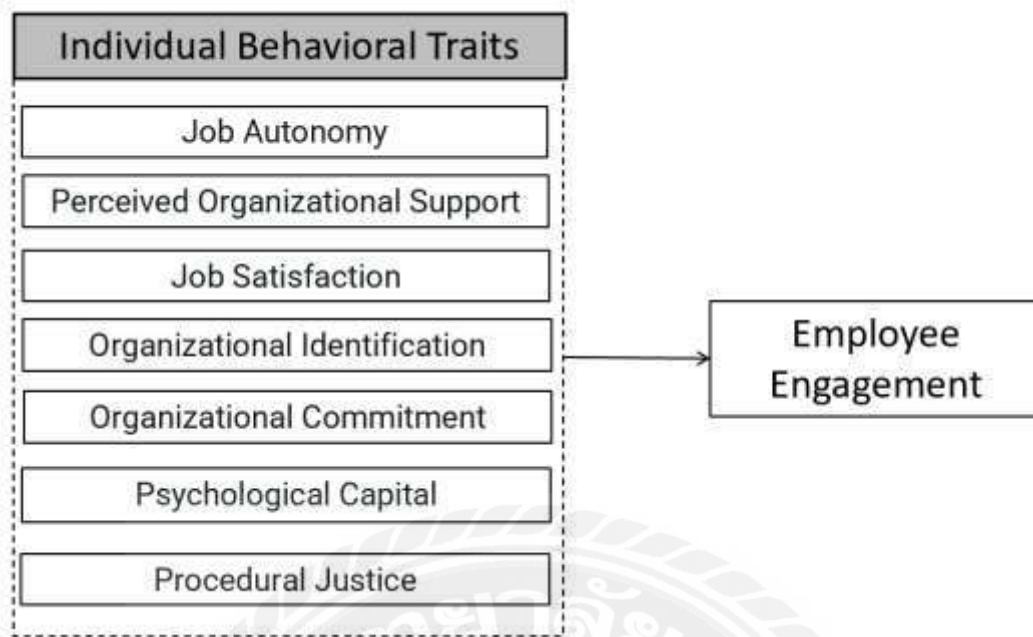 Individual Behavioral Traits
Job Autonomy
Perceived Organizational Support
Job Satisfaction
Organizational Identification
Organizational Commitment
Psychological Capital
Procedural Justice
Employee
Engagement